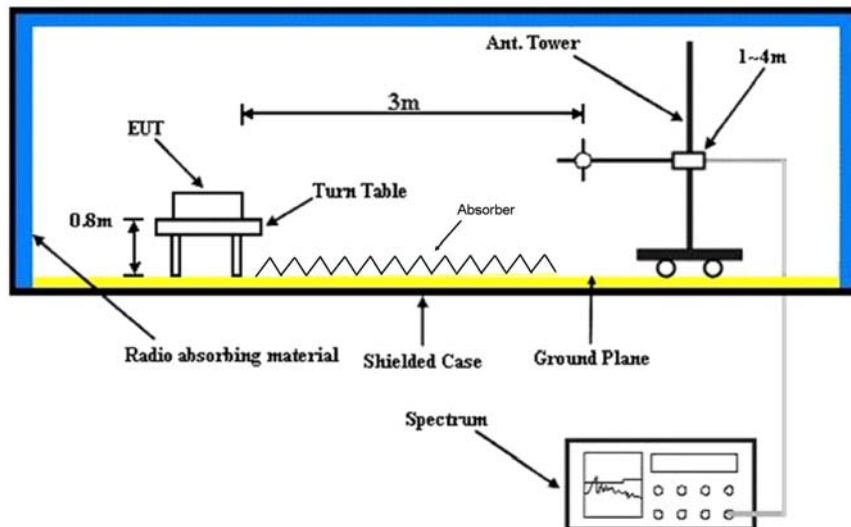 Ant. Tower
1~4m
3m
EUT
Turn Table
0.8m
Absorber
Radio absorbing material
Shielded Case
Ground Plane
Spectrum